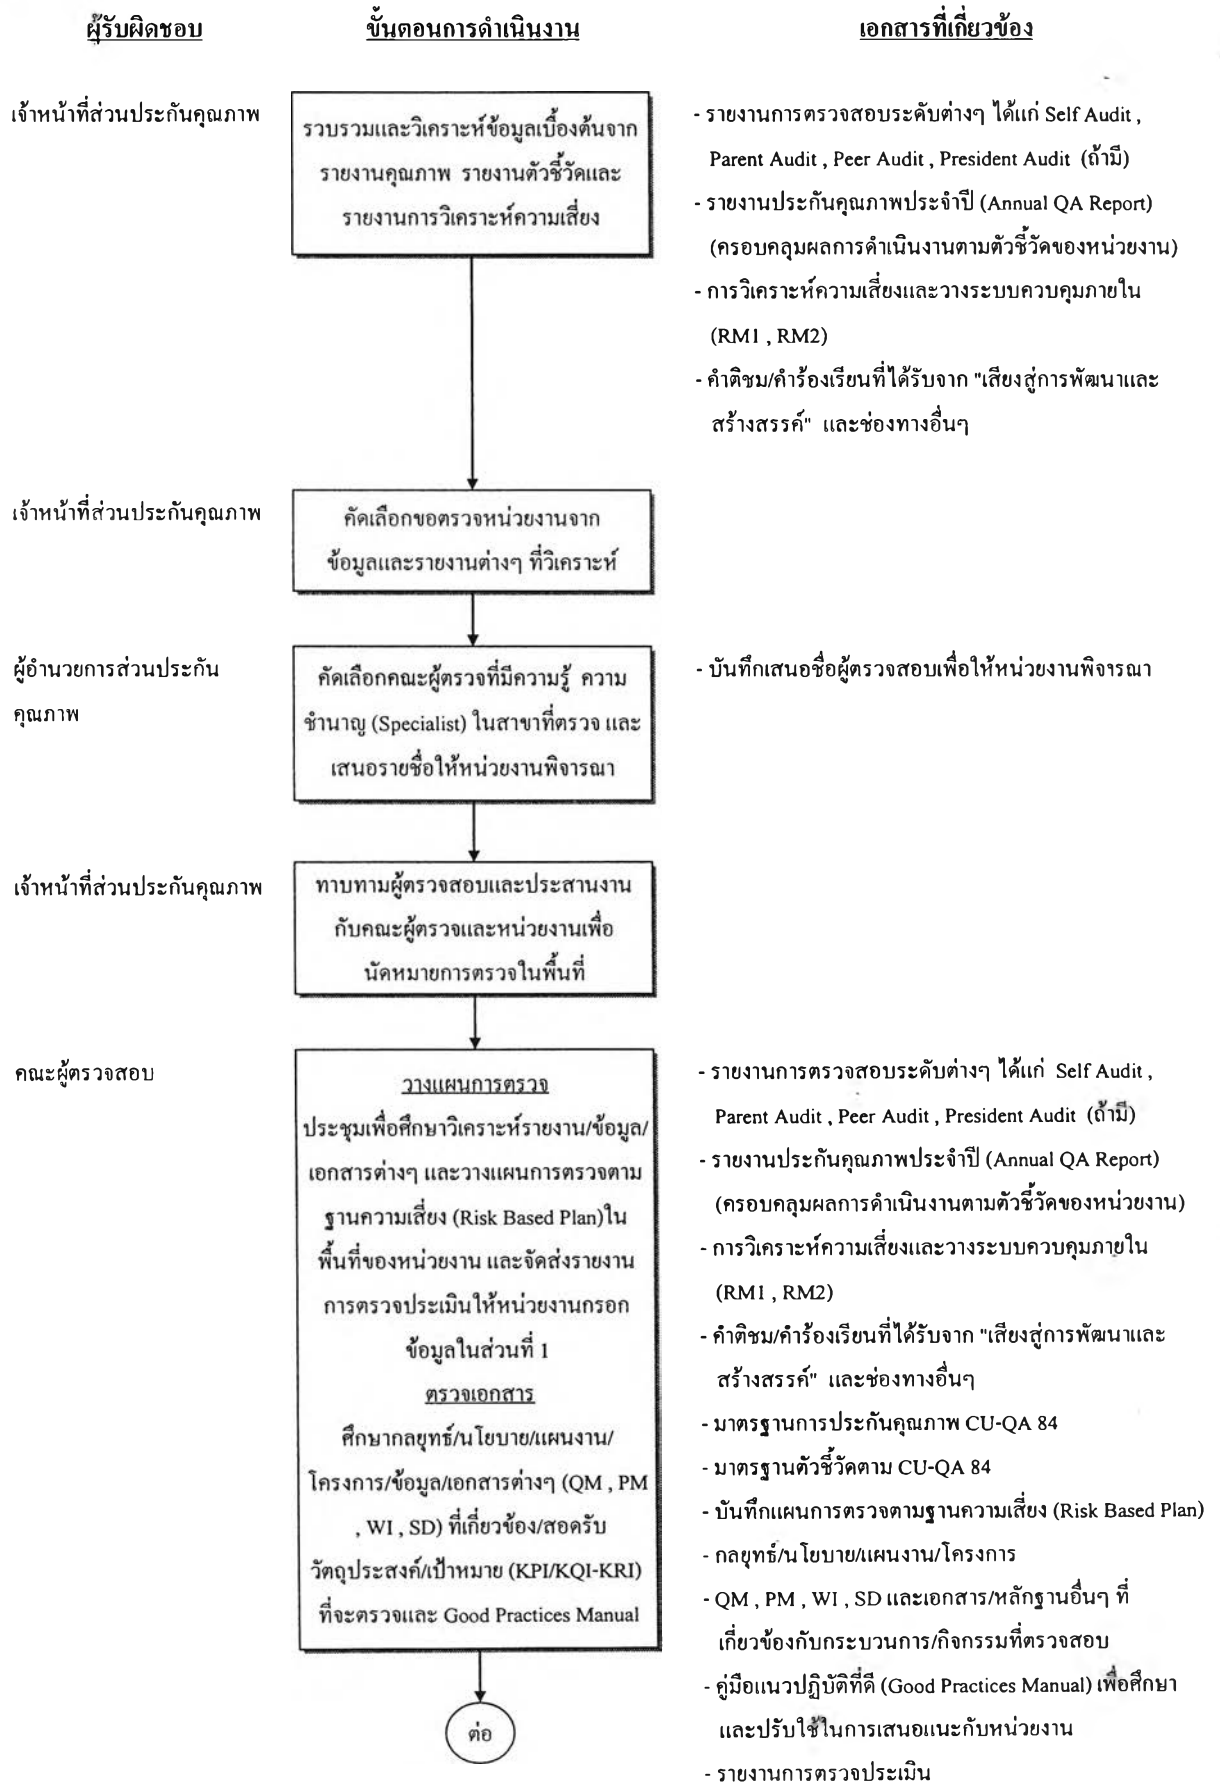 ผู้รับผิดชอบ
ขั้นตอนการดำเนินงาน
เอกสารที่เกี่ยวข้อง
เจ้าหน้าที่ส่วนประกันคุณภาพ
รวบรวมและวิเคราะห์ข้อมูลเบื้องต้นจาก
รายงานคุณภาพ รายงานตัวชี้วัดและ
รายงานการวิเคราะห์ความเสี่ยง
- รายงานการตรวจสอบระดับต่างๆ ได้แก่ Self Audit ,
Parent Audit , Peer Audit , President Audit (ถ้ามี)
- รายงานประกันคุณภาพประจำปี (Annual QA Report)
(ครอบคลุมผลการดำเนินงานตามตัวชี้วัดของหน่วยงาน)
- การวิเคราะห์ความเสี่ยงและวางระบบควบคุมภายใน
(RM1 , RM2)
- คำติชม/คำร้องเรียนที่ได้รับจาก "เสียงสู่การพัฒนาและ
สร้างสรรค์" และช่องทางอื่นๆ
เจ้าหน้าที่ส่วนประกันคุณภาพ
คัดเลือกขอตรวจหน่วยงานจาก
ข้อมูลและรายงานต่างๆ ที่วิเคราะห์
ผู้อำนวยการส่วนประกัน
คุณภาพ
คัดเลือกคณะผู้ตรวจที่มีความรู้ ความ
ชำนาญ (Specialist) ในสาขาที่ตรวจ และ
เสนอรายชื่อให้หน่วยงานพิจารณา
- บันทึกเสนอชื่อผู้ตรวจสอบเพื่อให้หน่วยงานพิจารณา
เจ้าหน้าที่ส่วนประกันคุณภาพ
ทาบทามผู้ตรวจสอบและประสานงาน
กับคณะผู้ตรวจและหน่วยงานเพื่อ
นัดหมายการตรวจในพื้นที่
คณะผู้ตรวจสอบ
วางแผนการตรวจ
ประชุมเพื่อศึกษาวิเคราะห์รายงาน/ข้อมูล/
เอกสารต่างๆ และวางแผนการตรวจตาม
ฐานความเสี่ยง (Risk Based Plan)ใน
พื้นที่ของหน่วยงาน และจัดส่งรายงาน
การตรวจประเมินให้หน่วยงานกรอก
ข้อมูลในส่วนที่ 1
ตรวจเอกสาร
ศึกษากลยุทธ์/นโยบาย/แผนงาน/
โครงการ/ข้อมูล/เอกสารต่างๆ (QM , PM
, WI , SD) ที่เกี่ยวข้อง/สอดรับ
วัตถุประสงค์/เป้าหมาย (KPI/KQI-KRI)
ที่จะตรวจและ Good Practices Manual
- รายงานการตรวจสอบระดับต่างๆ ได้แก่ Self Audit ,
Parent Audit , Peer Audit , President Audit (ถ้ามี)
- รายงานประกันคุณภาพประจำปี (Annual QA Report)
(ครอบคลุมผลการดำเนินงานตามตัวชี้วัดของหน่วยงาน)
- การวิเคราะห์ความเสี่ยงและวางระบบควบคุมภายใน
(RM1 , RM2)
- คำติชม/คำร้องเรียนที่ได้รับจาก "เสียงสู่การพัฒนาและ
สร้างสรรค์" และช่องทางอื่นๆ
- มาตรฐานการประกันคุณภาพ CU-QA 84
- มาตรฐานตัวชี้วัดตาม CU-QA 84
- บันทึกแผนการตรวจตามฐานความเสี่ยง (Risk Based Plan)
- กลยุทธ์/นโยบาย/แผนงาน/โครงการ
- QM , PM , WI , SD และเอกสาร/หลักฐานอื่นๆ ที่
เกี่ยวข้องกับกระบวนการ/กิจกรรมที่ตรวจสอบ
- คู่มือแนวปฏิบัติที่ดี (Good Practices Manual) เพื่อศึกษา
และปรับใช้ในการเสนอแนะกับหน่วยงาน
- รายงานการตรวจประเมิน
ต่อ